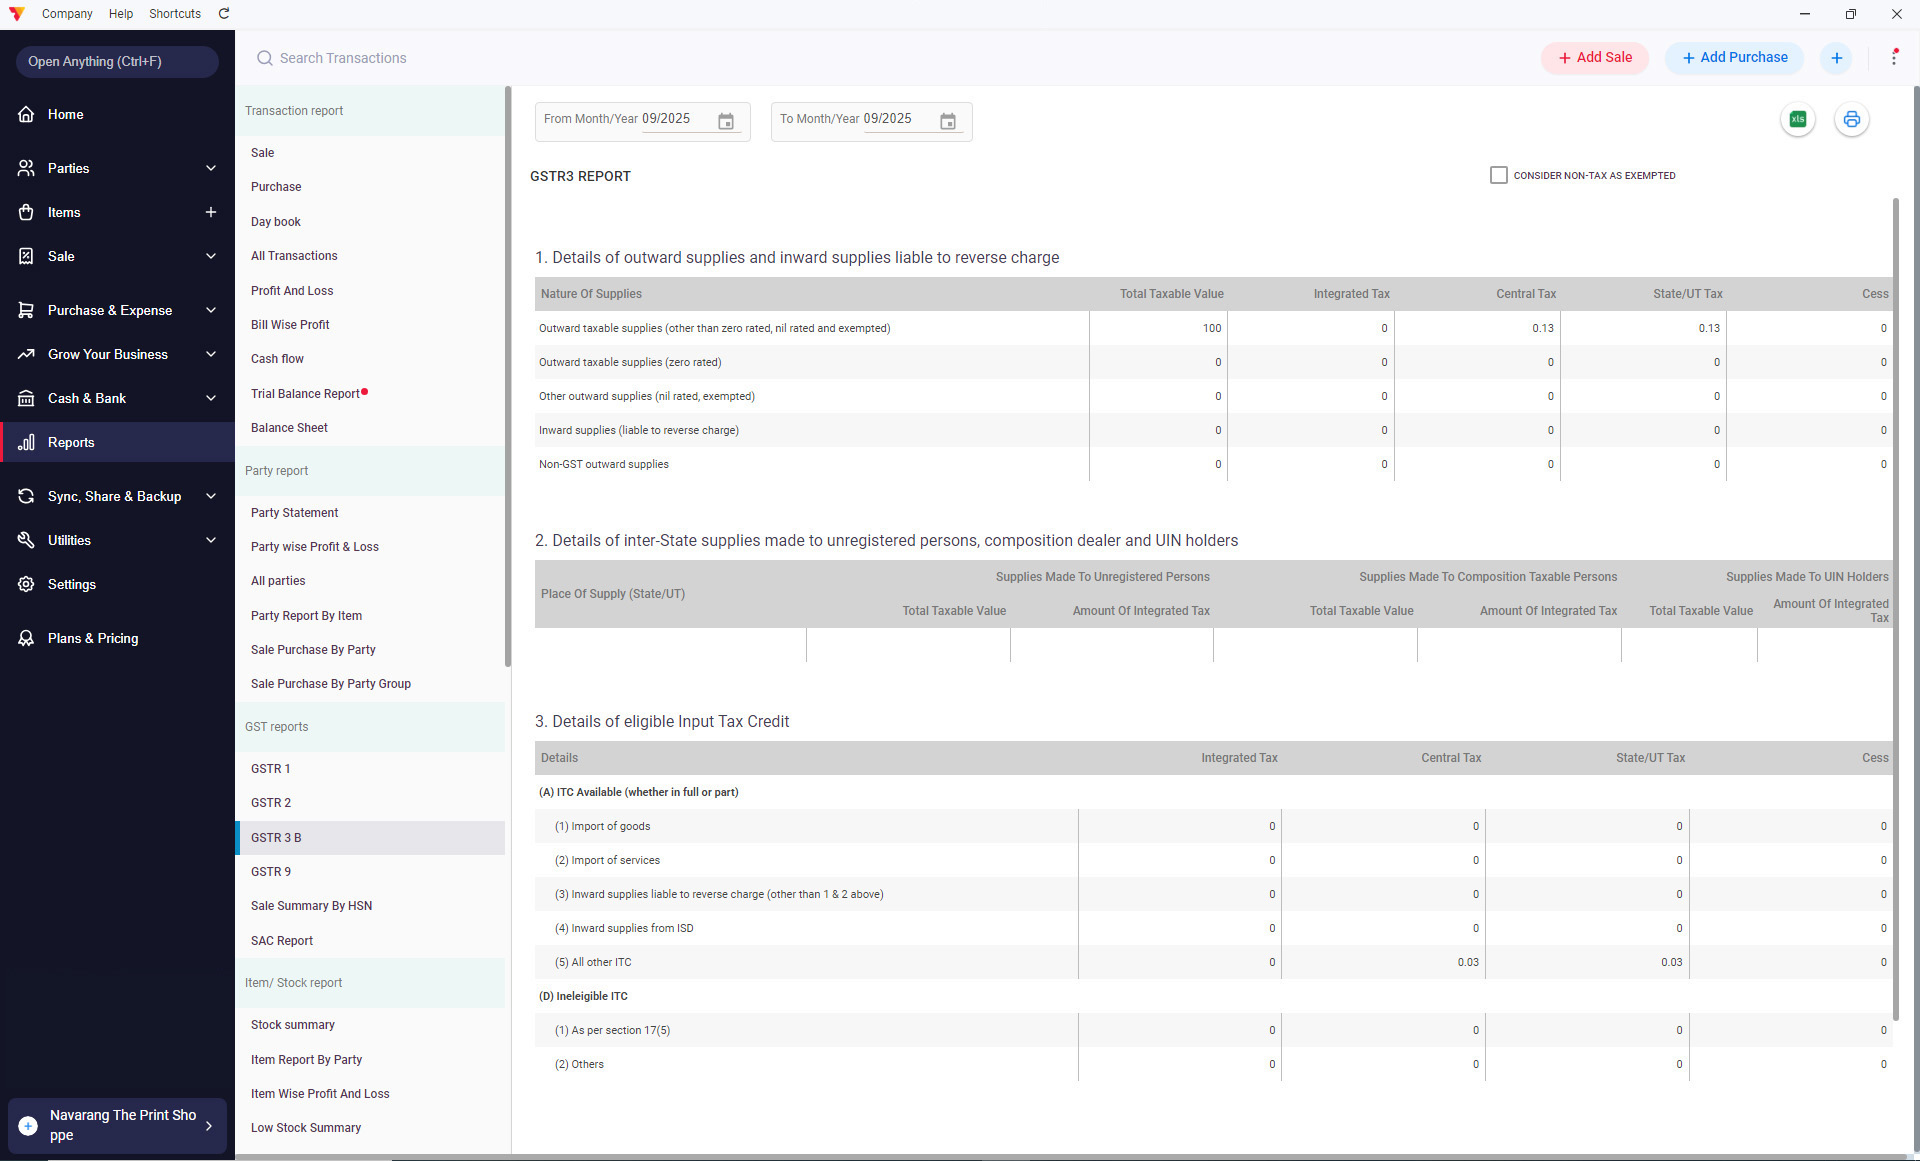 Company Help Shortcuts
Open Anything (Ctrl+F)
Search Transactions
+ Add Sale
+ Add Purchase
Home
Parties
Items
Sale
Purchase & Expense
Grow Your Business
Cash & Bank
Reports
Sync, Share & Backup
Utilities
Settings
Plans & Pricing
Navarang The Print Sho
ppe
Transaction report
Sale
Purchase
Day book
All Transactions
Profit And Loss
Bill Wise Profit
Cash flow
Trial Balance Report
Balance Sheet
Party report
Party Statement
Party wise Profit & Loss
All parties
Party Report By Item
Sale Purchase By Party
Sale Purchase By Party Group
GST reports
GSTR 1
GSTR 2
GSTR 3 B
GSTR 9
Sale Summary By HSN
SAC Report
Item/ Stock report
Stock summary
Item Report By Party
Item Wise Profit And Loss
Low Stock Summary
From Month/Year 09/2025
To Month/Year 09/2025
xls
GSTR3 REPORT
CONSIDER NON-TAX AS EXEMPTED
1. Details of outward supplies and inward supplies liable to reverse charge
Nature Of Supplies Total Taxable Value Integrated Tax Central Tax State/UT Tax Cess
Outward taxable supplies (other than zero rated, nil rated and exempted) 100 0 0.13 0.13 0
Outward taxable supplies (zero rated) 0 0 0 0 0
Other outward supplies (nil rated, exempted) 0 0 0 0 0
Inward supplies (liable to reverse charge) 0 0 0 0 0
Non-GST outward supplies 0 0 0 0 0
2. Details of inter-State supplies made to unregistered persons, composition dealer and UIN holders
Place Of Supply (State/UT) Supplies Made To Unregistered Persons Supplies Made To Composition Taxable Persons Supplies Made To UIN Holders
Total Taxable Value Amount Of Integrated Tax Total Taxable Value Amount Of Integrated Tax Total Taxable Value Amount Of Integrated
Tax
3. Details of eligible Input Tax Credit
Details Integrated Tax Central Tax State/UT Tax Cess
(A) ITC Available (whether in full or part)
(1) Import of goods 0 0 0 0
(2) Import of services 0 0 0 0
(3) Inward supplies liable to reverse charge (other than 1 & 2 above) 0 0 0 0
(4) Inward supplies from ISD 0 0 0 0
(5) All other ITC 0 0.03 0.03 0
(D) Ineleigible ITC
(1) As per section 17(5) 0 0 0 0
(2) Others 0 0 0 0